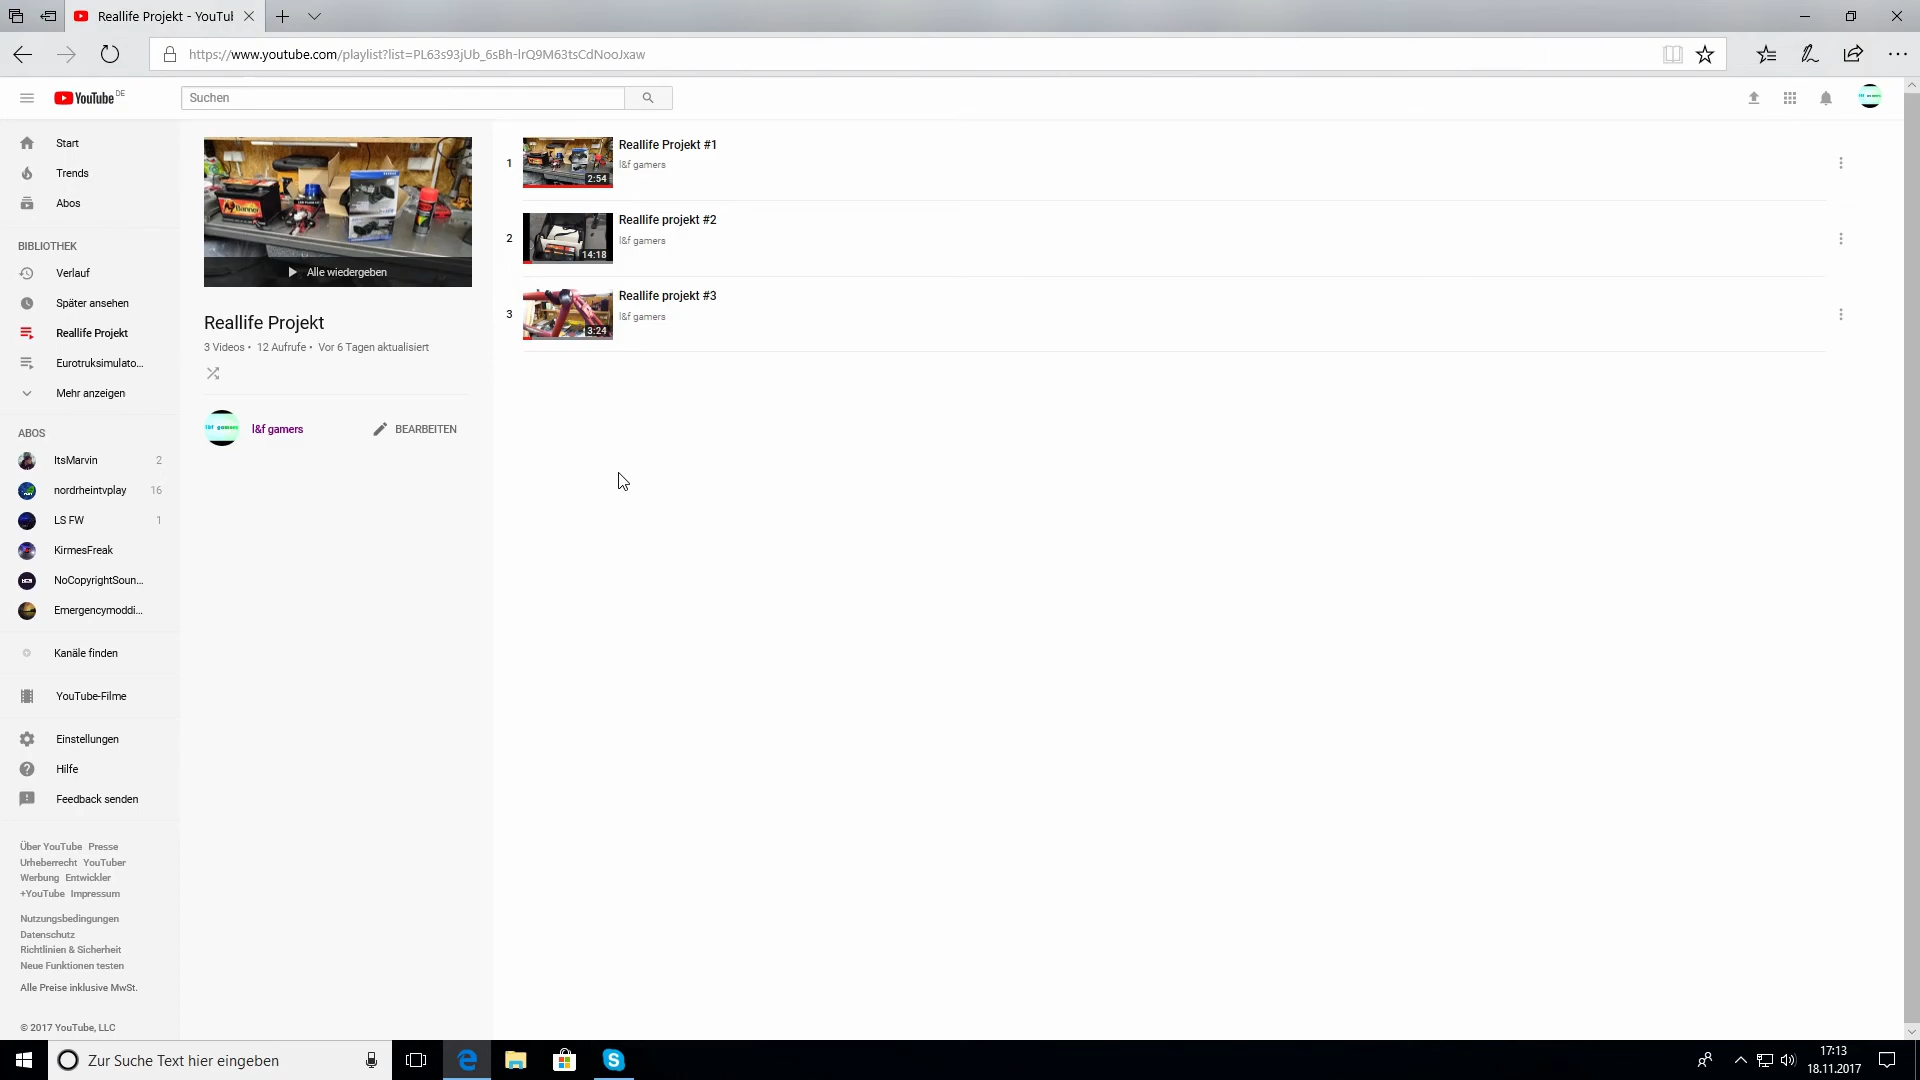 Reallife Projekt - YouTul
https://www.youtube.com/playlist?list=PL63s93jUb_6sBh-lrQ9M63tsCdNooJxaw
YouTube DE
Suchen
Start
Trends
Abos
BIBLIOTHEK
Verlauf
Später ansehen
Reallife Projekt
Eurotruksimulato...
Mehr anzeigen
ABOS
ItsMarvin 2
nordrheintvplay 16
LS FW 1
KirmesFreak
NoCopyrightSoun...
Emergencymoddi...
Kanäle finden
YouTube-Filme
Einstellungen
Hilfe
Feedback senden
Über YouTube Presse
Urheberrecht YouTuber
Werbung Entwickler
+YouTube Impressum
Nutzungsbedingungen
Datenschutz
Richtlinien & Sicherheit
Neue Funktionen testen
Alle Preise inklusive MwSt.
© 2017 YouTube, LLC
Banner
Alle wiedergeben
Reallife Projekt
3 Videos • 12 Aufrufe • Vor 6 Tagen aktualisiert
l&f gamers
l&f gamers
BEARBEITEN
1
2:54
Reallife Projekt #1
l&f gamers
2
14:18
Reallife projekt #2
l&f gamers
3
3:24
Reallife projekt #3
l&f gamers
Zur Suche Text hier eingeben
17:13
18.11.2017